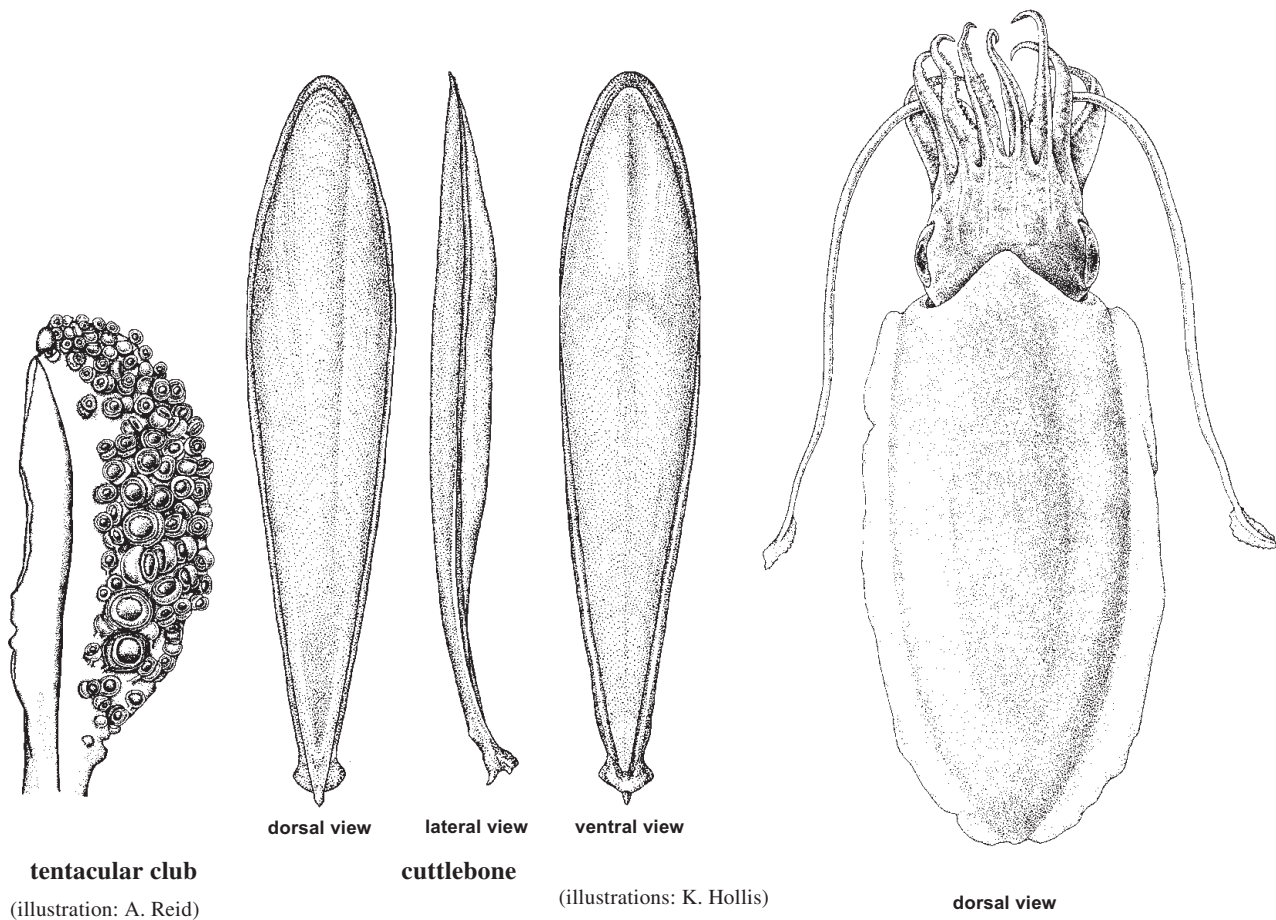 dorsal view
lateral view
ventral view
tentacular club
cuttlebone
(illustration: A. Reid)
(illustrations: K. Hollis)
dorsal view